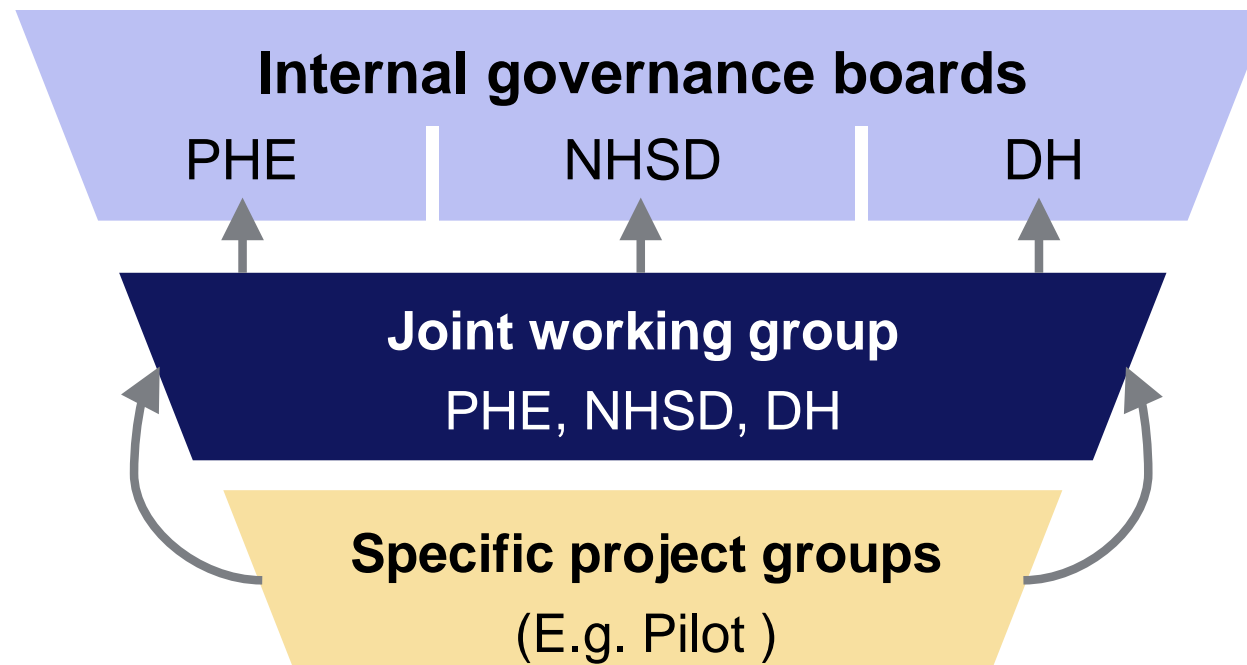 Internal governance boards
PHE NHSD DH
Joint working group
PHE, NHSD, DH
Specific project groups
(E.g. Pilot )